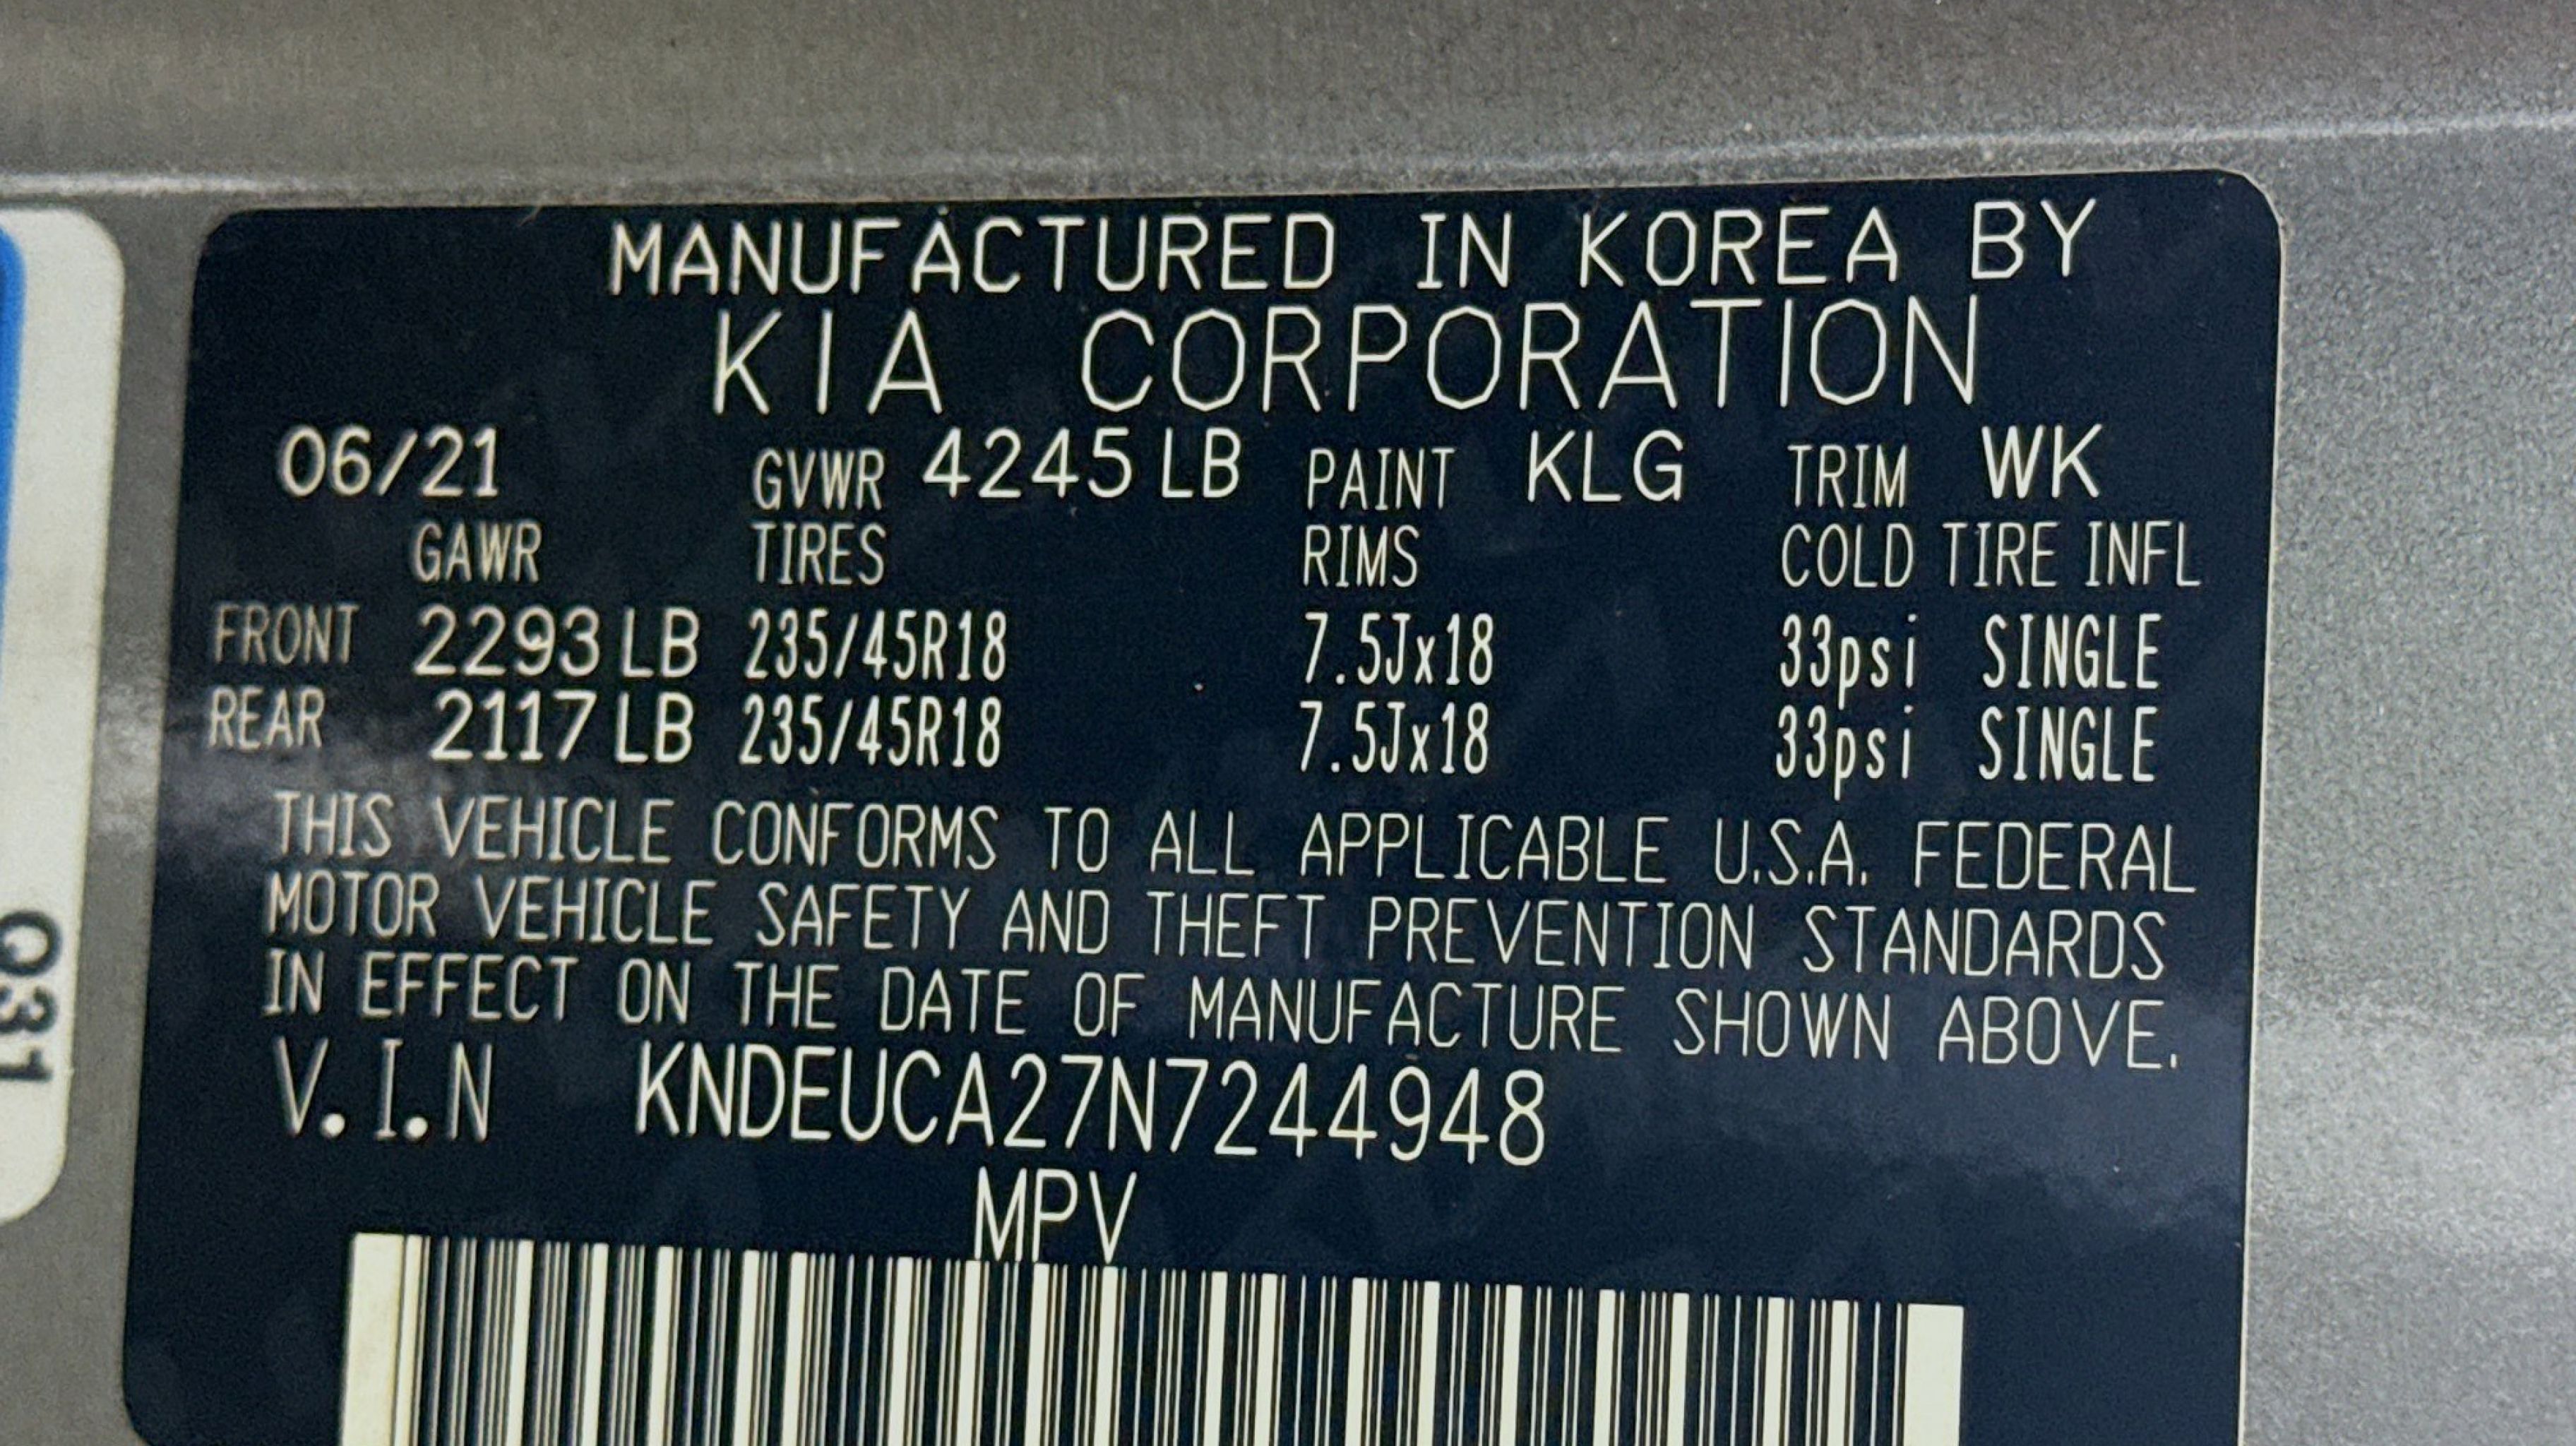 MANUFACTURED IN KOREA BY
KIA CORPORATION
06/21 GVWR 4245 LB PAINT KLG TRIM WK
GAWR TIRES RIMS COLD TIRE INFL
FRONT 2293 LB 235/45R18 7.5Jx18 33psi SINGLE
REAR 2117 LB 235/45R18 7.5Jx18 33psi SINGLE
THIS VEHICLE CONFORMS TO ALL APPLICABLE U.S.A. FEDERAL
MOTOR VEHICLE SAFETY AND THEFT PREVENTION STANDARDS
IN EFFECT ON THE DATE OF MANUFACTURE SHOWN ABOVE.
V.I.N KNDEUCA27N7244948
MPV